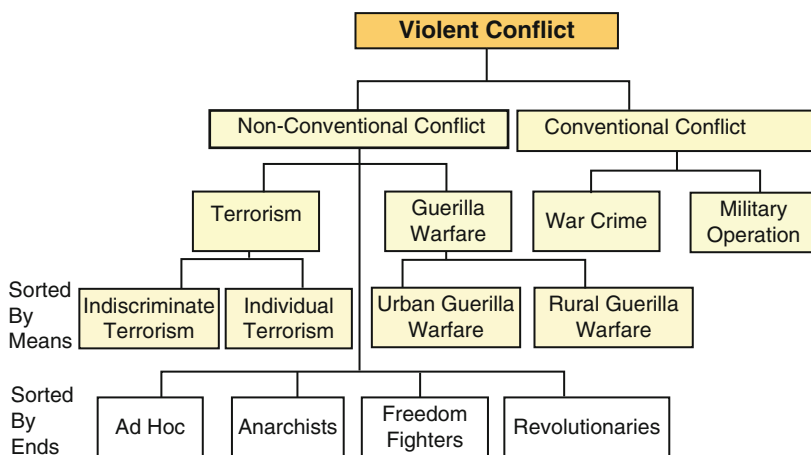 Violent Conflict
Non-Conventional Conflict
Conventional Conflict
Terrorism
Guerilla
Warfare
War Crime
Military
Operation
Sorted
By
Means
Indiscriminate
Terrorism
Individual
Terrorism
Urban Guerilla
Warfare
Rural Guerilla
Warfare
Sorted
By
Ends
Ad Hoc
Anarchists
Freedom
Fighters
Revolutionaries